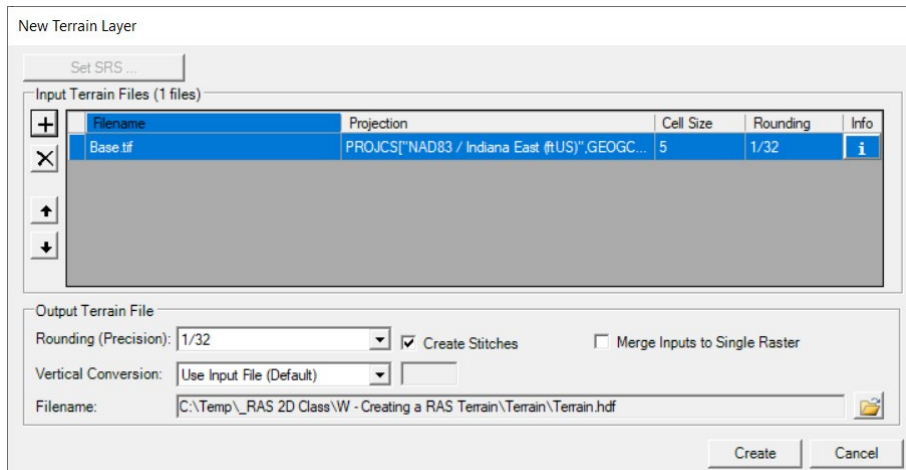 New Terrain Layer
Set SRS ...
Input Terrain Files (1 files)
Filename Projection Cell Size Rounding Info
Base.tif PROJCS["NAD83 / Indiana East (ftUS)",GEOGC... 5 1/32 i
Output Terrain File
Rounding (Precision): 1/32 Create Stitches Merge Inputs to Single Raster
Vertical Conversion: Use Input File (Default)
Filename: C:\Temp\_RAS 2D Class\W - Creating a RAS Terrain\Terrain\Terrain.hdf
Create Cancel